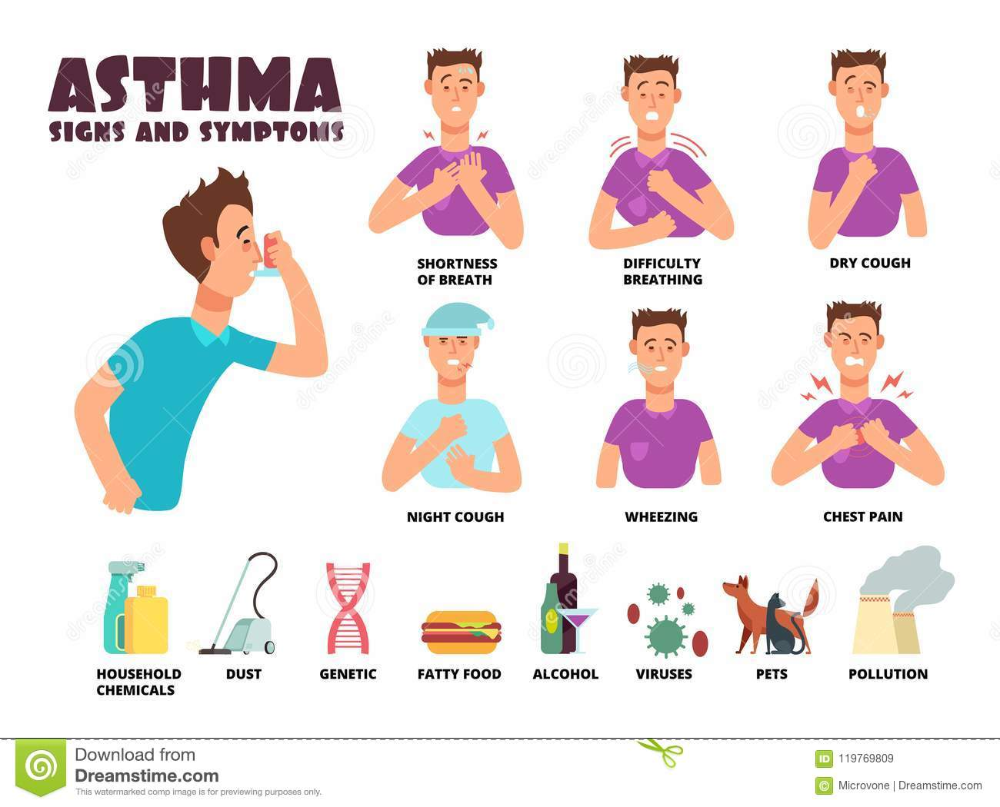 ASTHMA
SIGNS AND SYMPTOMS
SHORTNESS
OF BREATH
DIFFICULTY
BREATHING
DRY COUGH
NIGHT COUGH
WHEEZING
CHEST PAIN
HOUSEHOLD
CHEMICALS
DUST
GENETIC
FATTY FOOD
ALCOHOL
VIRUSES
PETS
POLLUTION
Download from
Dreamstime.com
This watermarked comp image is for previewing purposes only.
ID 119769809
© Microvone | Dreamstime.com